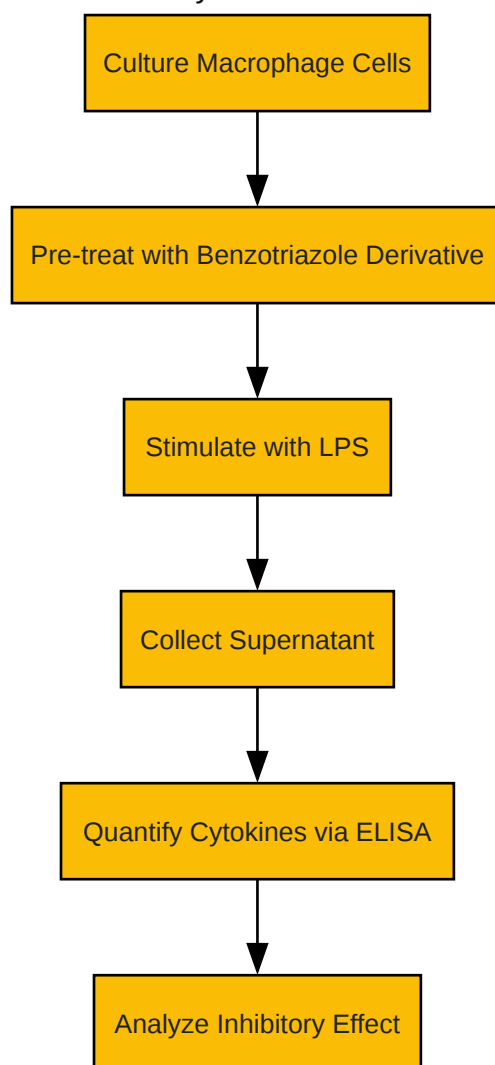 Culture Macrophage Cells
Pre-treat with Benzotriazole Derivative
Stimulate with LPS
Collect Supernatant
Quantify Cytokines via ELISA
Analyze Inhibitory Effect